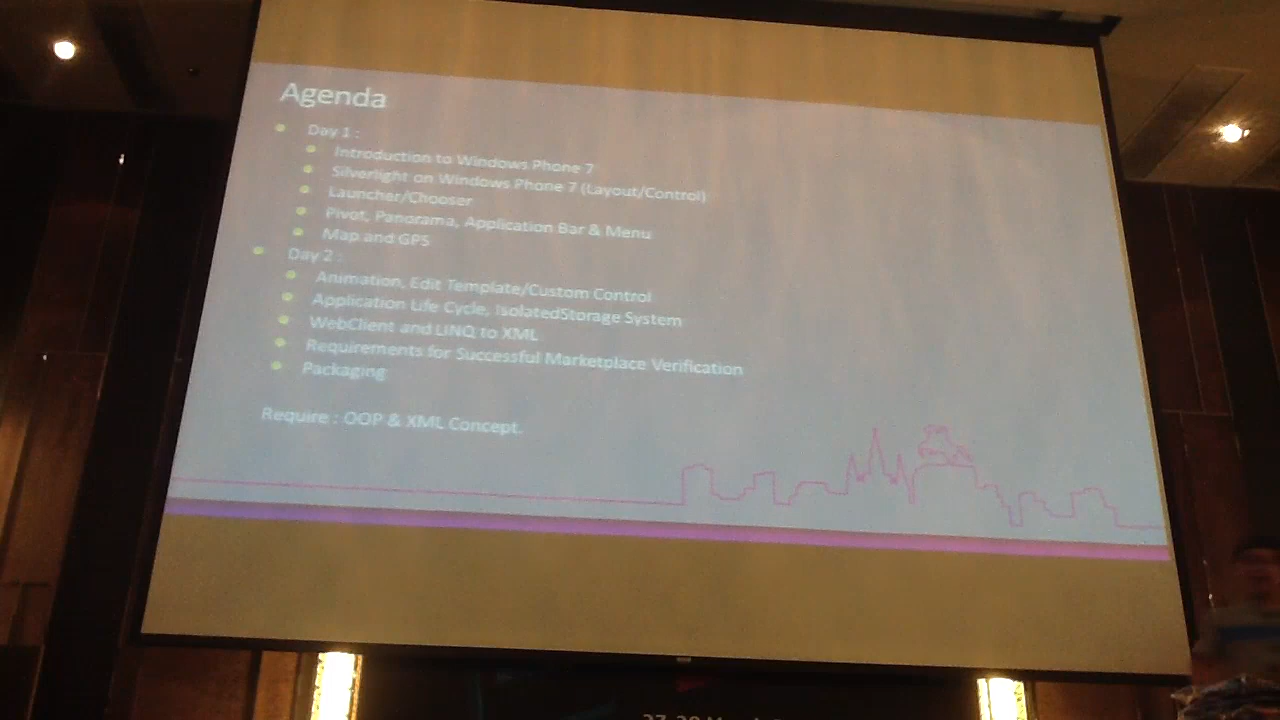 Agenda
Day 1 :
Introduction to Windows Phone 7
Silverlight on Windows Phone 7 (Layout/Control)
Launcher/Chooser
Pivot, Panorama, Application Bar & Menu
Map and GPS
Day 2 :
Animation, Edit Template/Custom Control
Application Life Cycle, IsolatedStorage System
WebClient and LINQ to XML
Requirements for Successful Marketplace Verification
Packaging
Require : OOP & XML Concept.